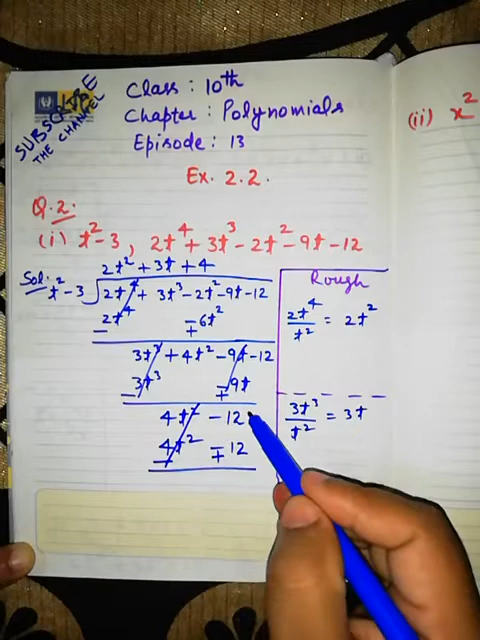 SUBSCRIBE
THE CHANNEL
Class : 10th
Chapter : Polynomials
Episode : 13
Ex. 2.2.
(ii) x²
Q.2.
(i) t²-3, 2t⁴+3t³-2t²-9t-12
2t²+3t+4
Sol: t²-3 ) 2t⁴+3t³-2t²-9t-12
2t⁴ ∓6t²
−
3t³+4t²-9t-12
3t³ ∓9t
−
4t² -12
4t² ∓12
−
Rough
2t⁴/t² = 2t²
3t³/t² = 3t